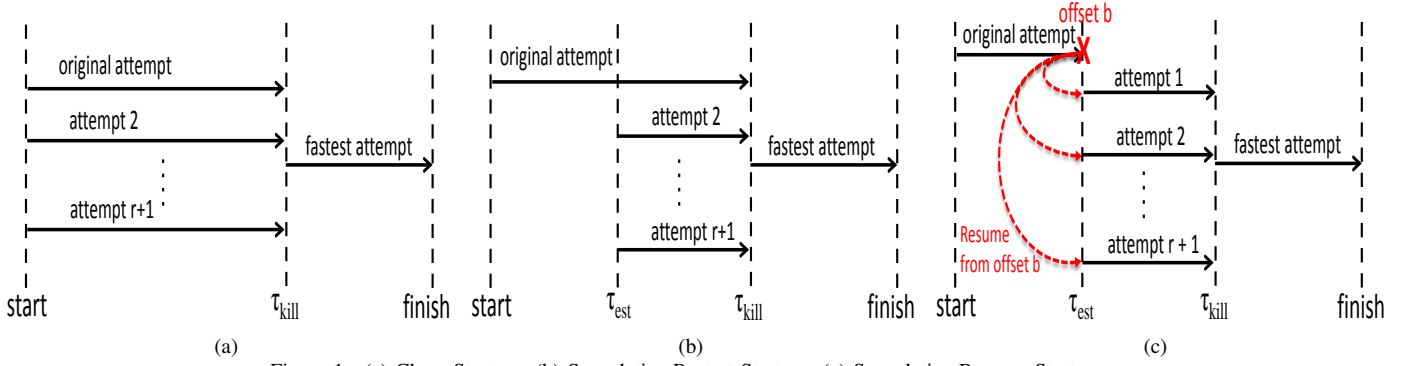 original attempt
attempt 2
attempt r+1
fastest attempt
start
τkill
finish
(a)
original attempt
attempt 2
attempt r+1
fastest attempt
start
τest
τkill
finish
(b)
offset b
original attempt
X
attempt 1
attempt 2
fastest attempt
attempt r + 1
Resume
from offset b
start
τest
τkill
finish
(c)